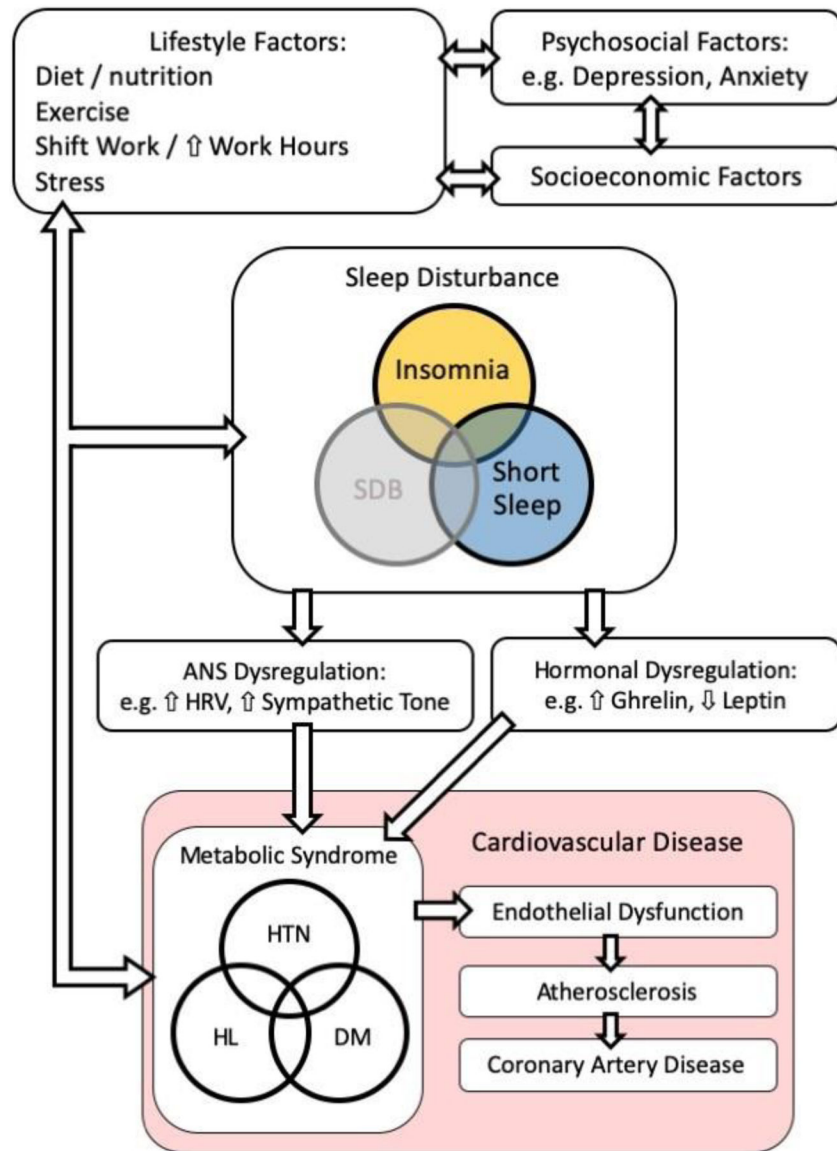 Lifestyle Factors:
Diet / nutrition
Exercise
Shift Work / ⇧ Work Hours
Stress
Psychosocial Factors:
e.g. Depression, Anxiety
Socioeconomic Factors
Sleep Disturbance
Insomnia
SDB
Short
Sleep
ANS Dysregulation:
e.g. ⇧ HRV, ⇧ Sympathetic Tone
Hormonal Dysregulation:
e.g. ⇧ Ghrelin, ⇩ Leptin
Cardiovascular Disease
Metabolic Syndrome
HTN
HL
DM
Endothelial Dysfunction
Atherosclerosis
Coronary Artery Disease